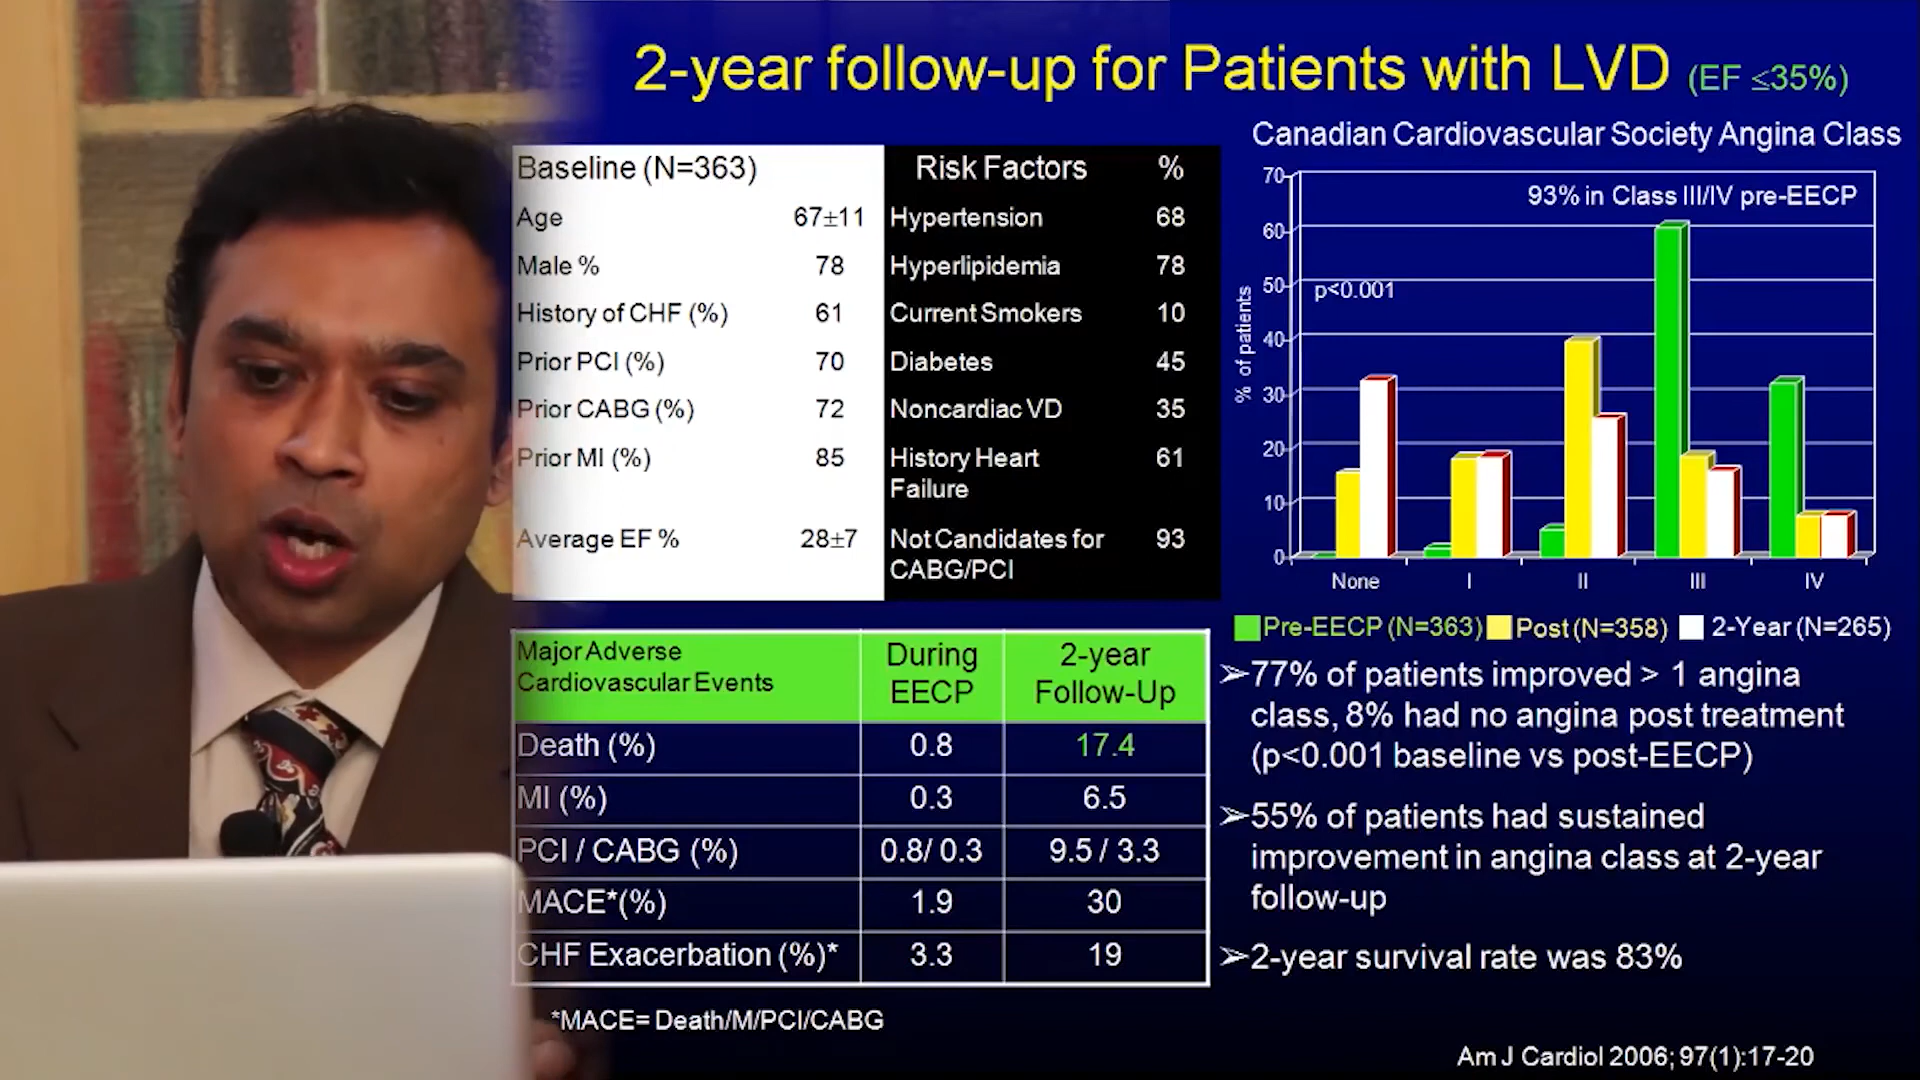 2-year follow-up for Patients with LVD (EF ≤35%)
Baseline (N=363)
Age 67±11
Male % 78
History of CHF (%) 61
Prior PCI (%) 70
Prior CABG (%) 72
Prior MI (%) 85
Average EF % 28±7
Risk Factors %
Hypertension 68
Hyperlipidemia 78
Current Smokers 10
Diabetes 45
Noncardiac VD 35
History Heart 61
Failure
Not Candidates for 93
CABG/PCI
Canadian Cardiovascular Society Angina Class
93% in Class III/IV pre-EECP
p<0.001
% of patients
70
60
50
40
30
20
10
0
None I II III IV
Pre-EECP (N=363) Post (N=358) 2-Year (N=265)
Major Adverse
Cardiovascular Events
During
EECP
2-year
Follow-Up
Death (%) 0.8 17.4
MI (%) 0.3 6.5
PCI / CABG (%) 0.8/ 0.3 9.5 / 3.3
MACE*(%) 1.9 30
CHF Exacerbation (%)* 3.3 19
*MACE= Death/M/PCI/CABG
➢77% of patients improved > 1 angina
class, 8% had no angina post treatment
(p<0.001 baseline vs post-EECP)
➢55% of patients had sustained
improvement in angina class at 2-year
follow-up
➢2-year survival rate was 83%
Am J Cardiol 2006; 97(1):17-20